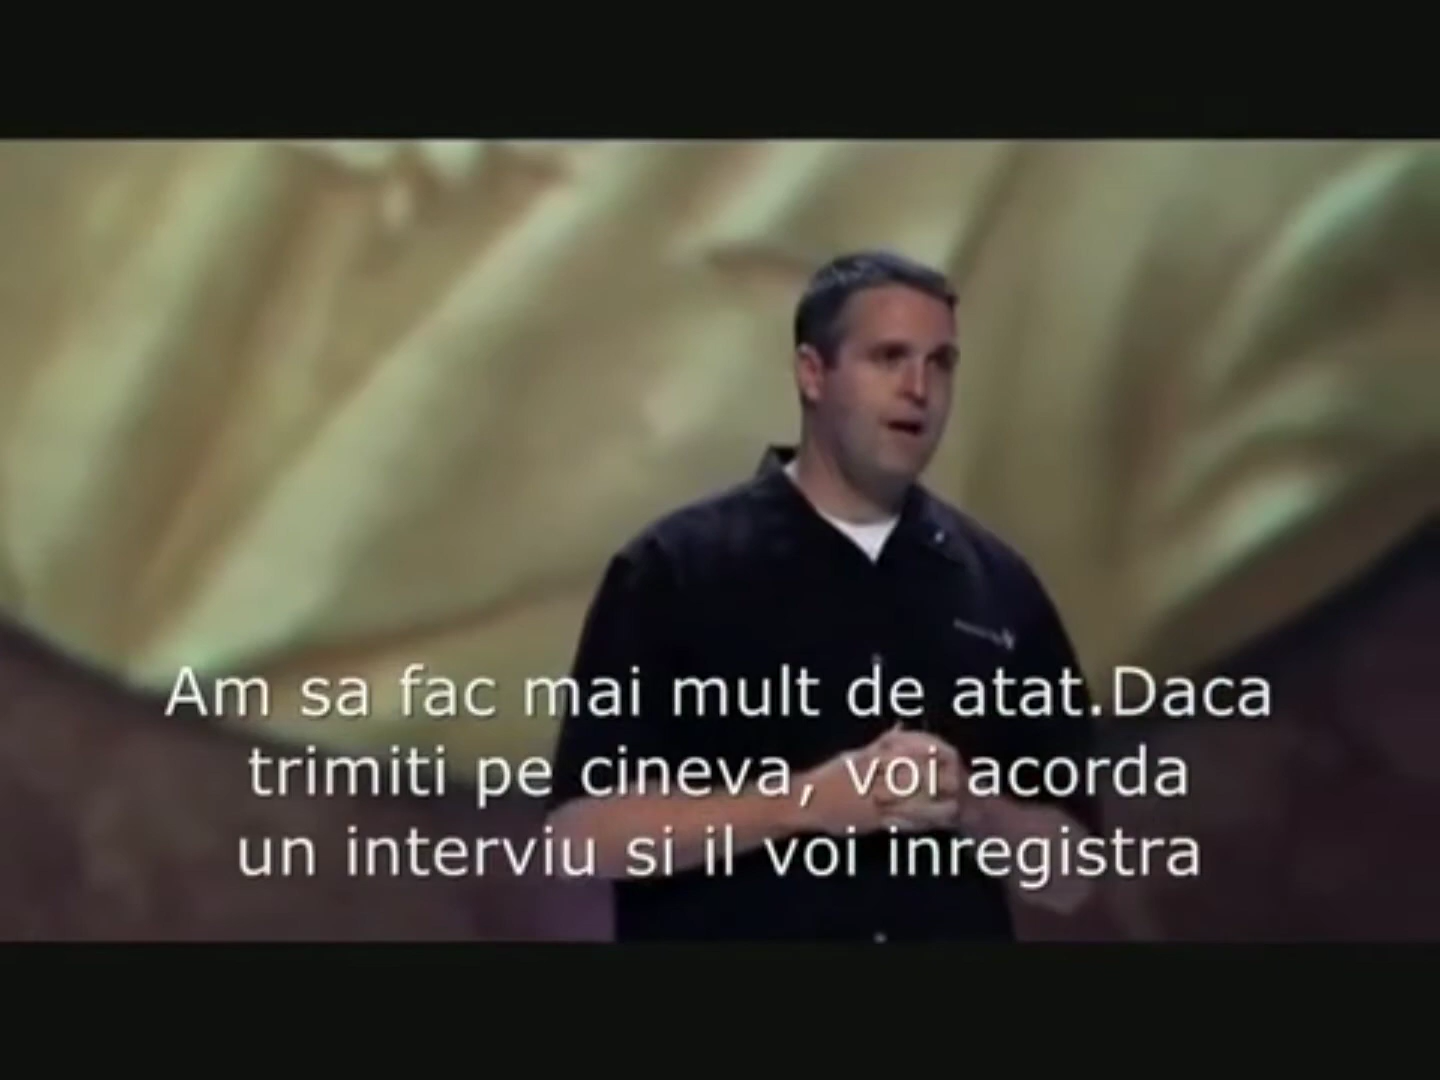 Am sa fac mai mult de atat.Daca
trimiti pe cineva, voi acorda
un interviu si il voi inregistra